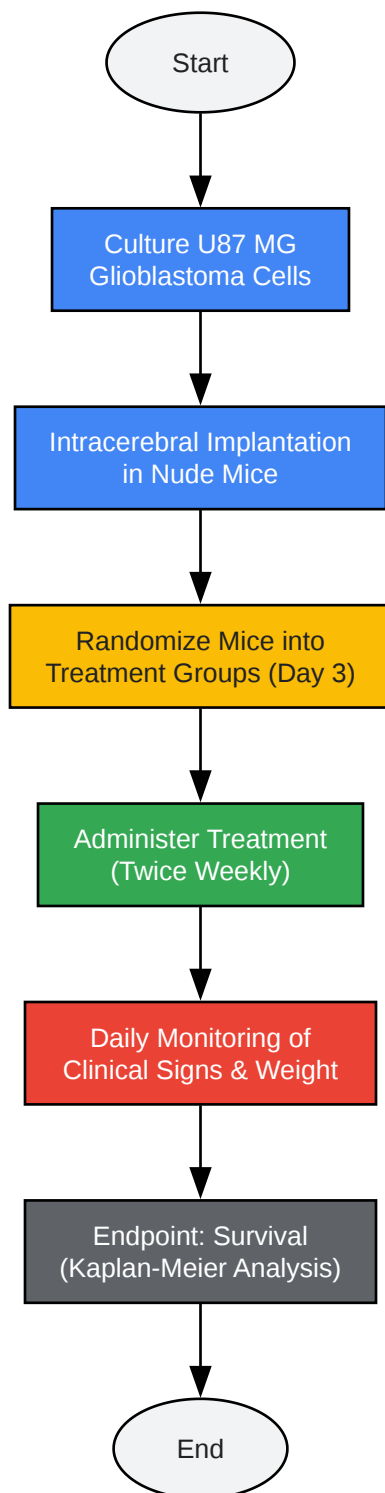 Start
Culture U87 MG
Glioblastoma Cells
Intracerebral Implantation
in Nude Mice
Randomize Mice into
Treatment Groups (Day 3)
Administer Treatment
(Twice Weekly)
Daily Monitoring of
Clinical Signs & Weight
Endpoint: Survival
(Kaplan-Meier Analysis)
End